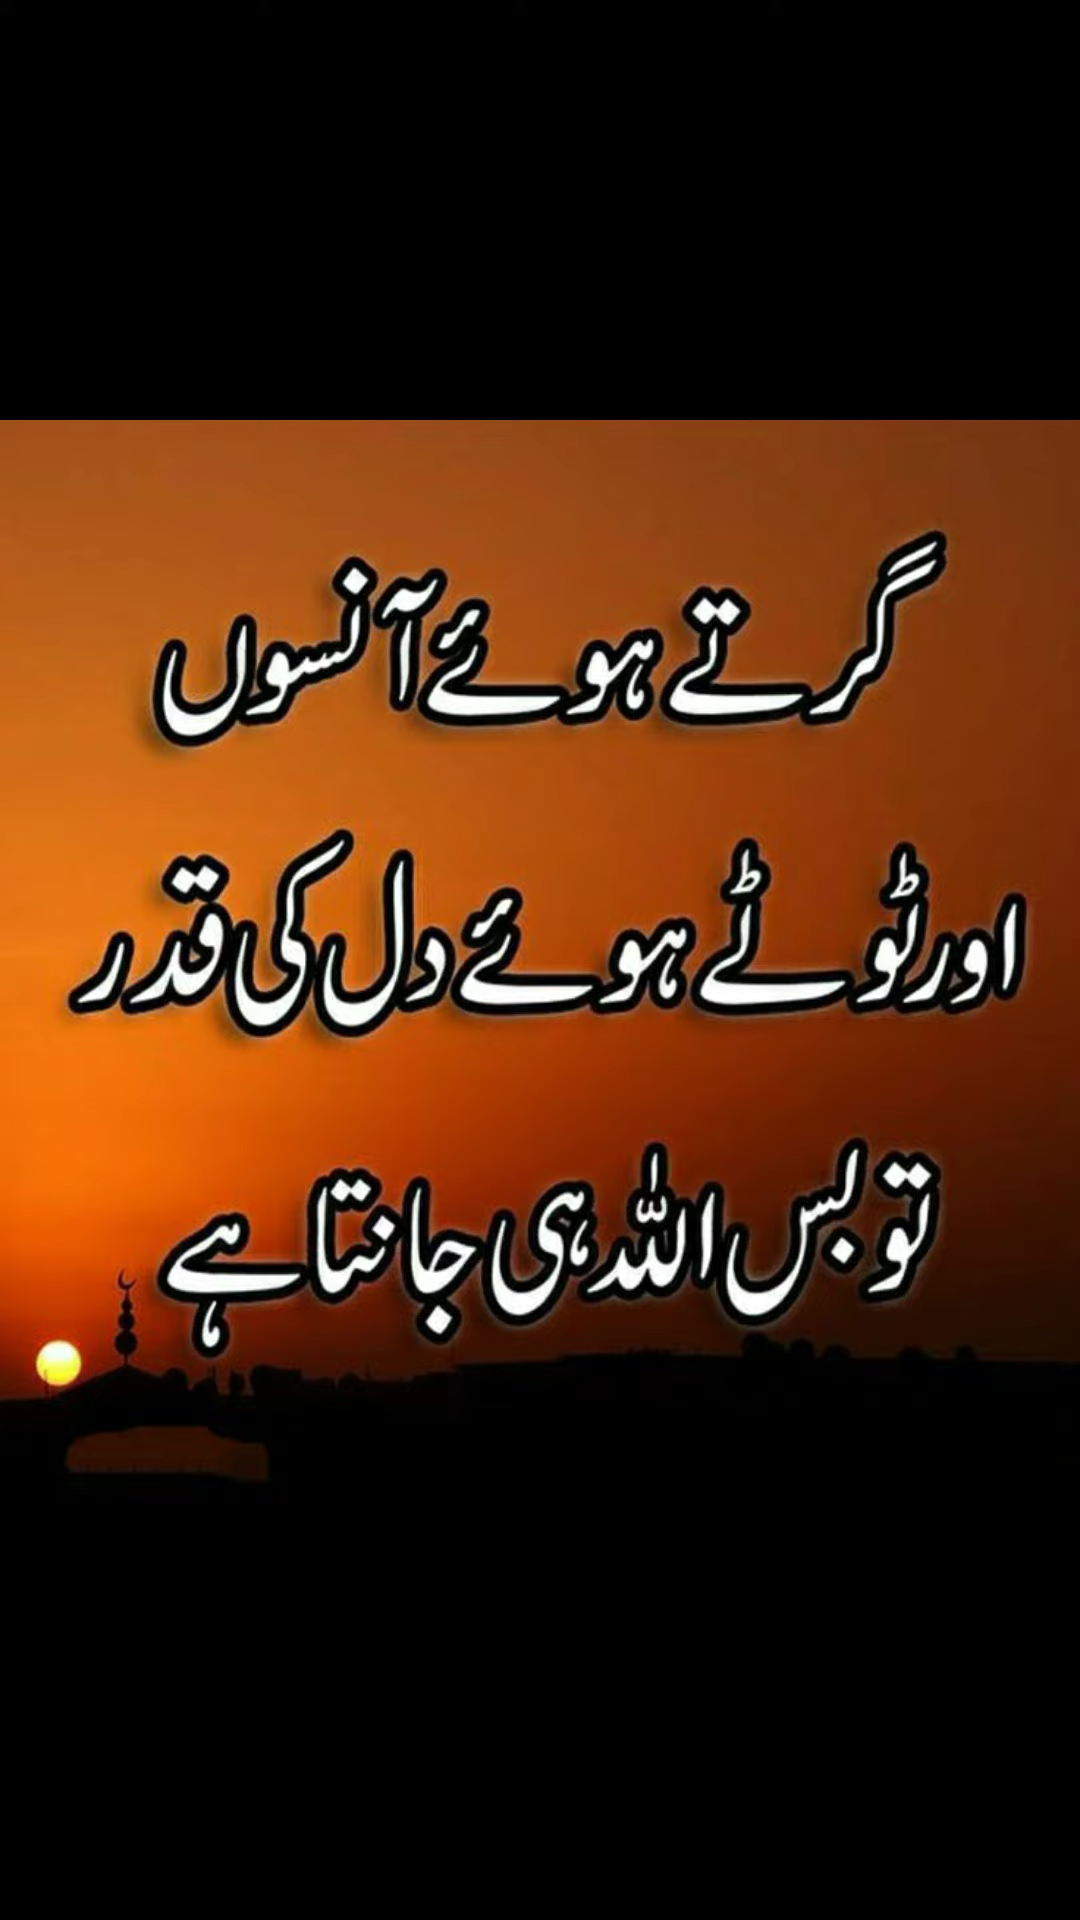 گرتے ہوئے آنسوں
اور ٹوٹے ہوئے دل کی قدر
تو بس اللہ ہی جانتا ہے